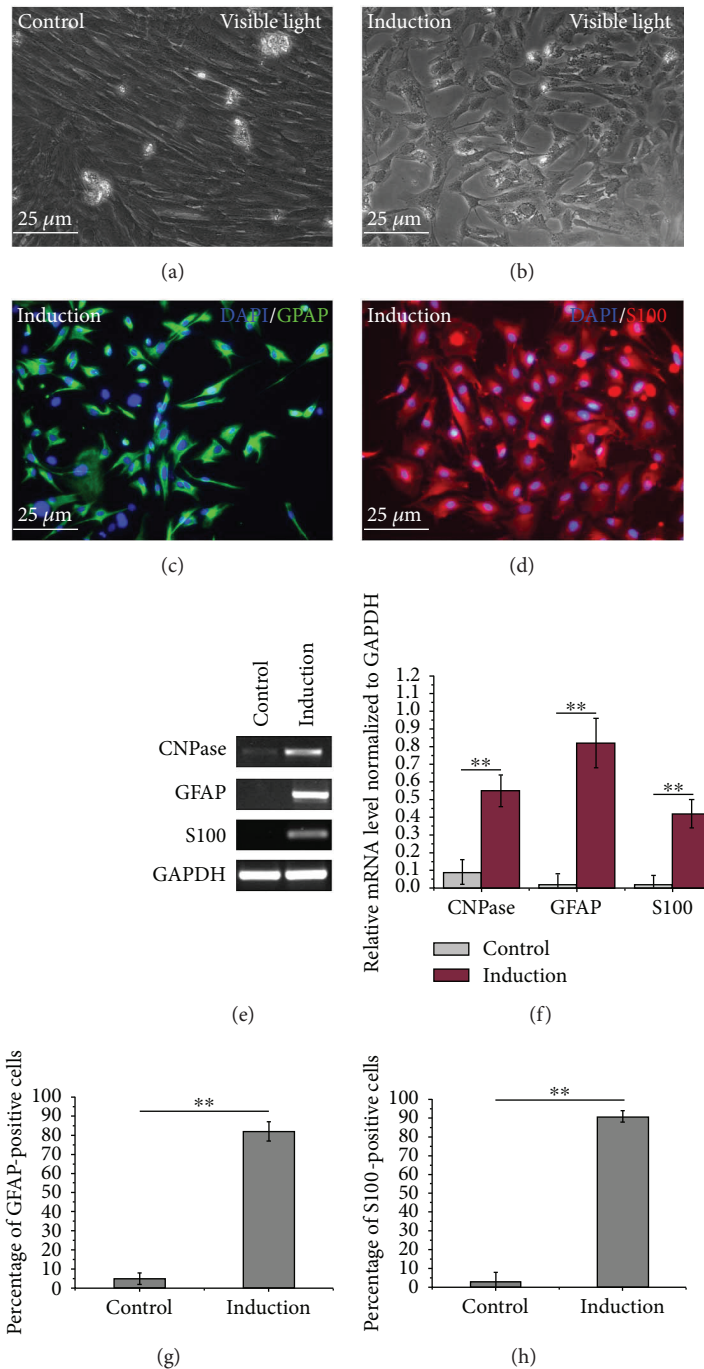 Control Visible light
25 μm
(a)
Induction Visible light
25 μm
(b)
Induction DAPI/GPAP
25 μm
(c)
Induction DAPI/S100
25 μm
(d)
Control
Induction
CNPase
GFAP
S100
GAPDH
(e)
Relative mRNA level normalized to GAPDH
1.2
1.0
0.9
0.8
0.7
0.6
0.5
0.4
0.3
0.2
0.1
0.0
**
**
**
CNPase GFAP S100
Control
Induction
(f)
Percentage of GFAP-positive cells
100
90
80
70
60
50
40
30
20
10
0
**
Control Induction
(g)
Percentage of S100-positive cells
100
90
80
70
60
50
40
30
20
10
0
**
Control Induction
(h)